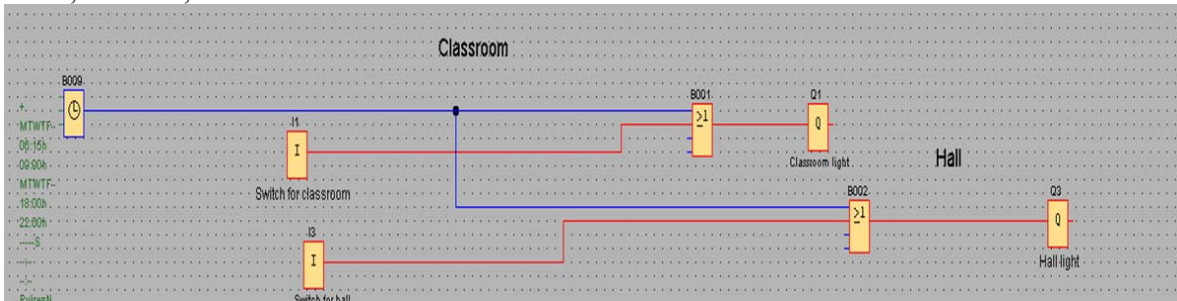 Classroom
B009
+.
MTWTF--
06:15h
09:00h
MTWTF--
18:00h
22:00h
-----S
--:--
--:--
Pulse=N
I1
I
Switch for classroom
B001
≥1
Q1
Q
Classroom light
Hall
B002
≥1
Q3
Q
Hall light
I3
I
Switch for hall